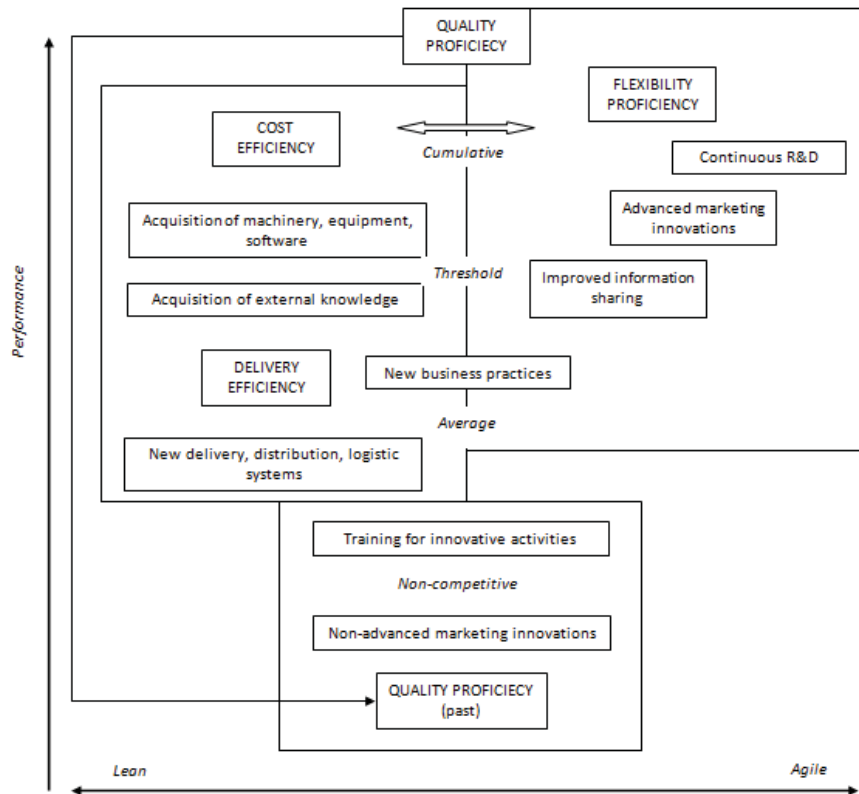 QUALITY
PROFICIECY
FLEXIBILITY
PROFICIENCY
COST
EFFICIENCY
Cumulative
Continuous R&D
Acquisition of machinery, equipment,
software
Advanced marketing
innovations
Threshold
Improved information
sharing
Acquisition of external knowledge
Performance
DELIVERY
EFFICIENCY
New business practices
Average
New delivery, distribution, logistic
systems
Training for innovative activities
Non-competitive
Non-advanced marketing innovations
QUALITY PROFICIECY
(past)
Lean
Agile